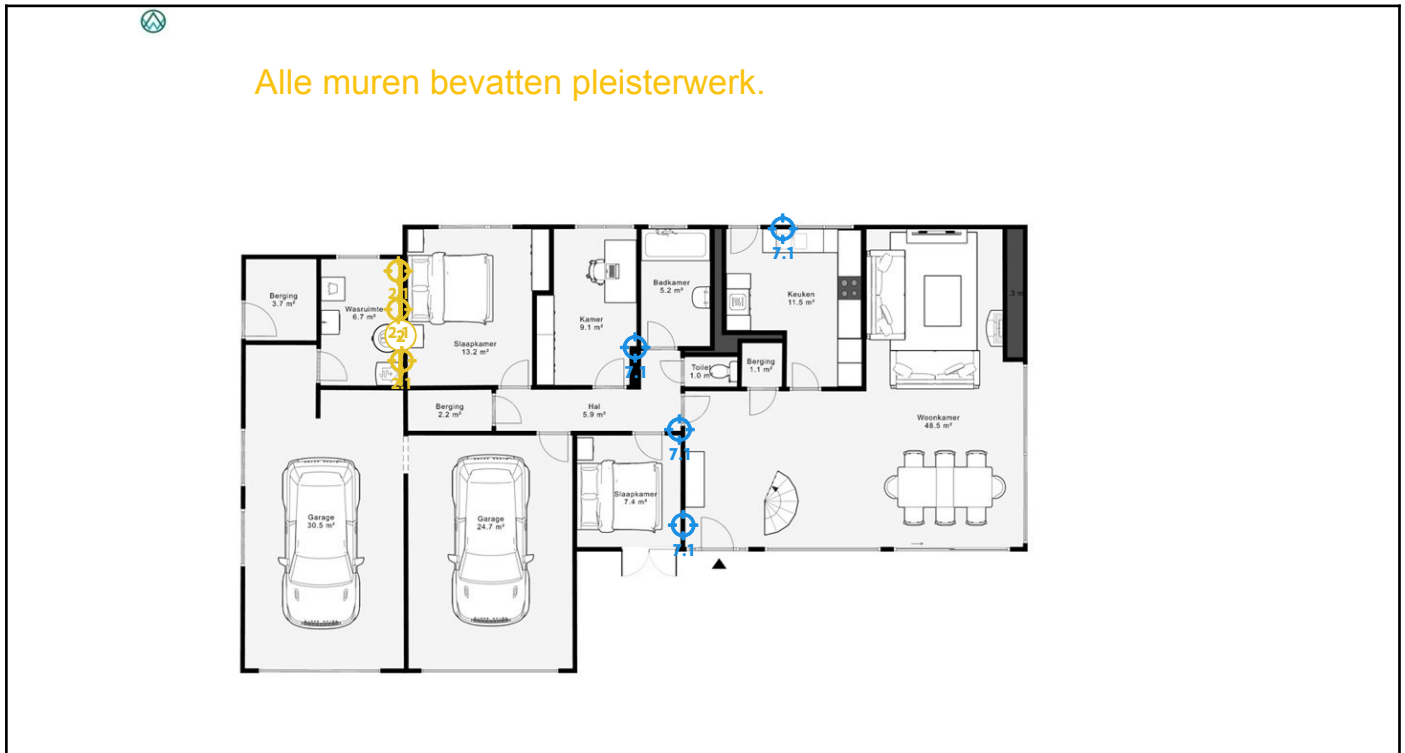 Alle muren bevatten pleisterwerk.
7.1
Berging
3.7 m²
Wasruimte
6.7 m²
2.1
2
Slaapkamer
13.2 m²
Kamer
9.1 m²
7.1
Badkamer
5.2 m²
Keuken
11.5 m²
Toilet
1.0 m²
Berging
1.1 m²
Berging
2.2 m²
Hal
5.9 m²
Woonkamer
48.5 m²
7.1
Slaapkamer
7.4 m²
7.1
Garage
30.5 m²
Garage
24.7 m²